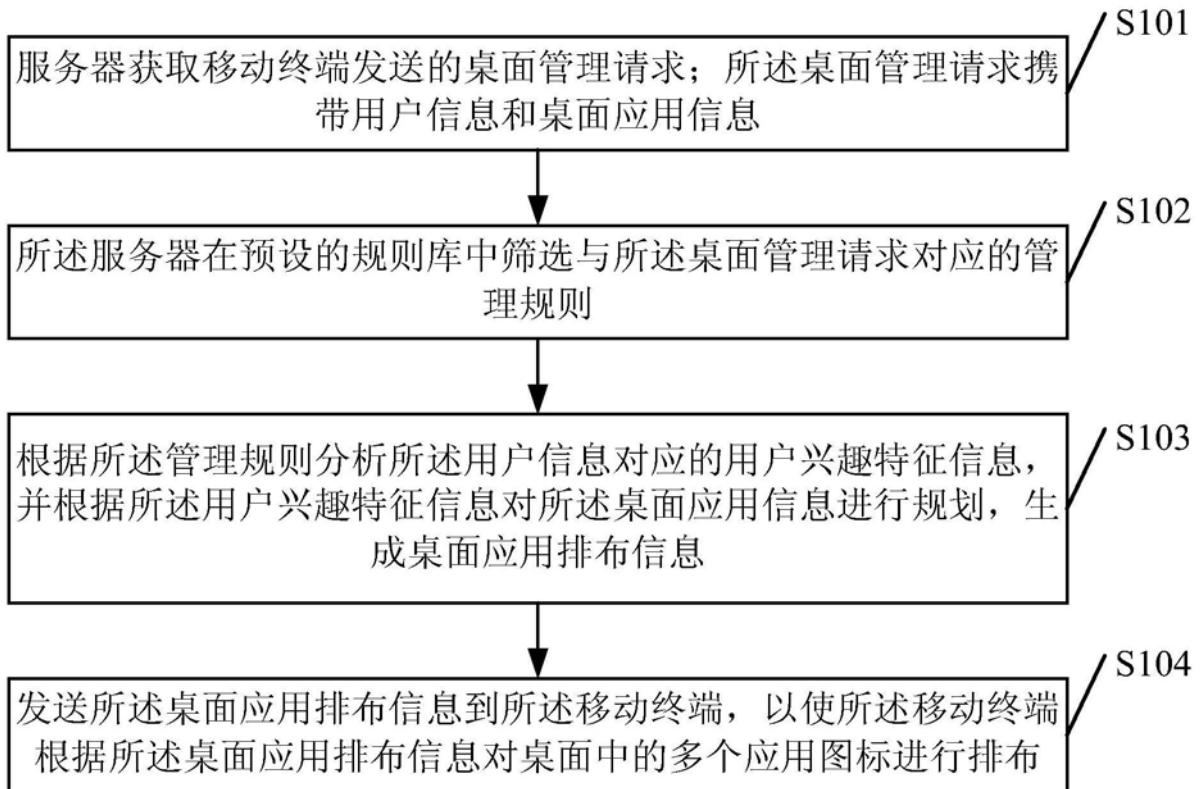 S101
服务器获取移动终端发送的桌面管理请求；所述桌面管理请求携
带用户信息和桌面应用信息
S102
所述服务器在预设的规则库中筛选与所述桌面管理请求对应的管
理规则
S103
根据所述管理规则分析所述用户信息对应的用户兴趣特征信息，
并根据所述用户兴趣特征信息对所述桌面应用信息进行规划，生
成桌面应用排布信息
S104
发送所述桌面应用排布信息到所述移动终端，以使所述移动终端
根据所述桌面应用排布信息对桌面中的多个应用图标进行排布